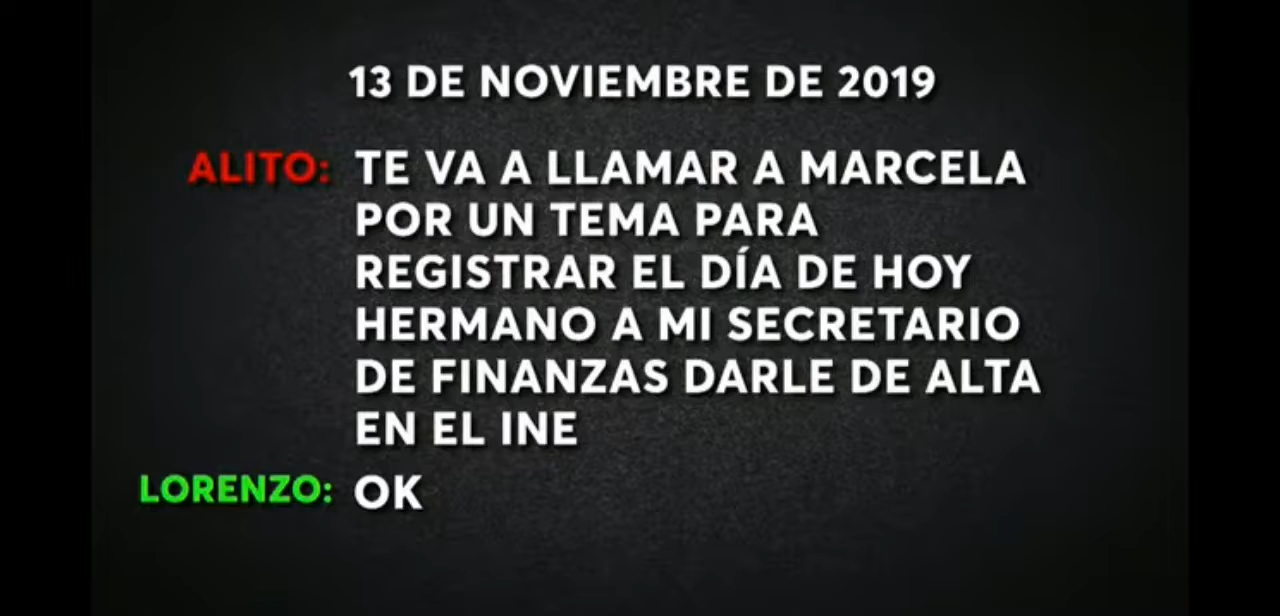 13 DE NOVIEMBRE DE 2019
ALITO: TE VA A LLAMAR A MARCELA
POR UN TEMA PARA
REGISTRAR EL DÍA DE HOY
HERMANO A MI SECRETARIO
DE FINANZAS DARLE DE ALTA
EN EL INE
LORENZO: OK